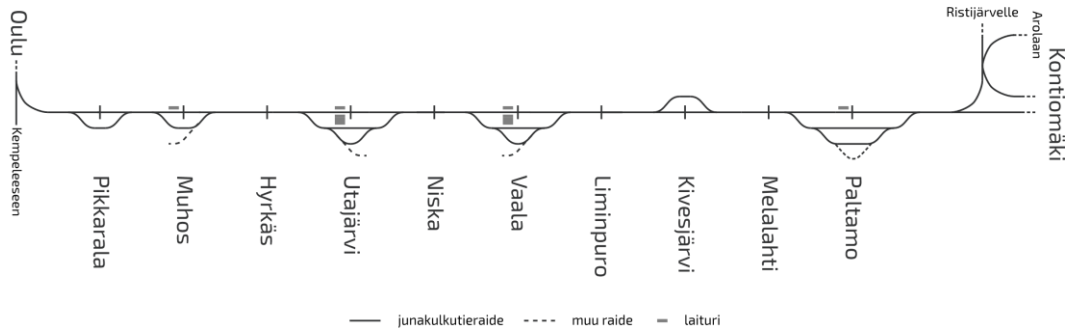 Oulu
Kempeleeseen
Pikkarala
Muhos
Hyrkäs
Utajärvi
Niska
Vaala
Liminpuro
Kivesjärvi
Melalahti
Paltamo
Ristijärvelle
Arolaan
Kontiomäki
junakulkutieraide
muu raide
laituri